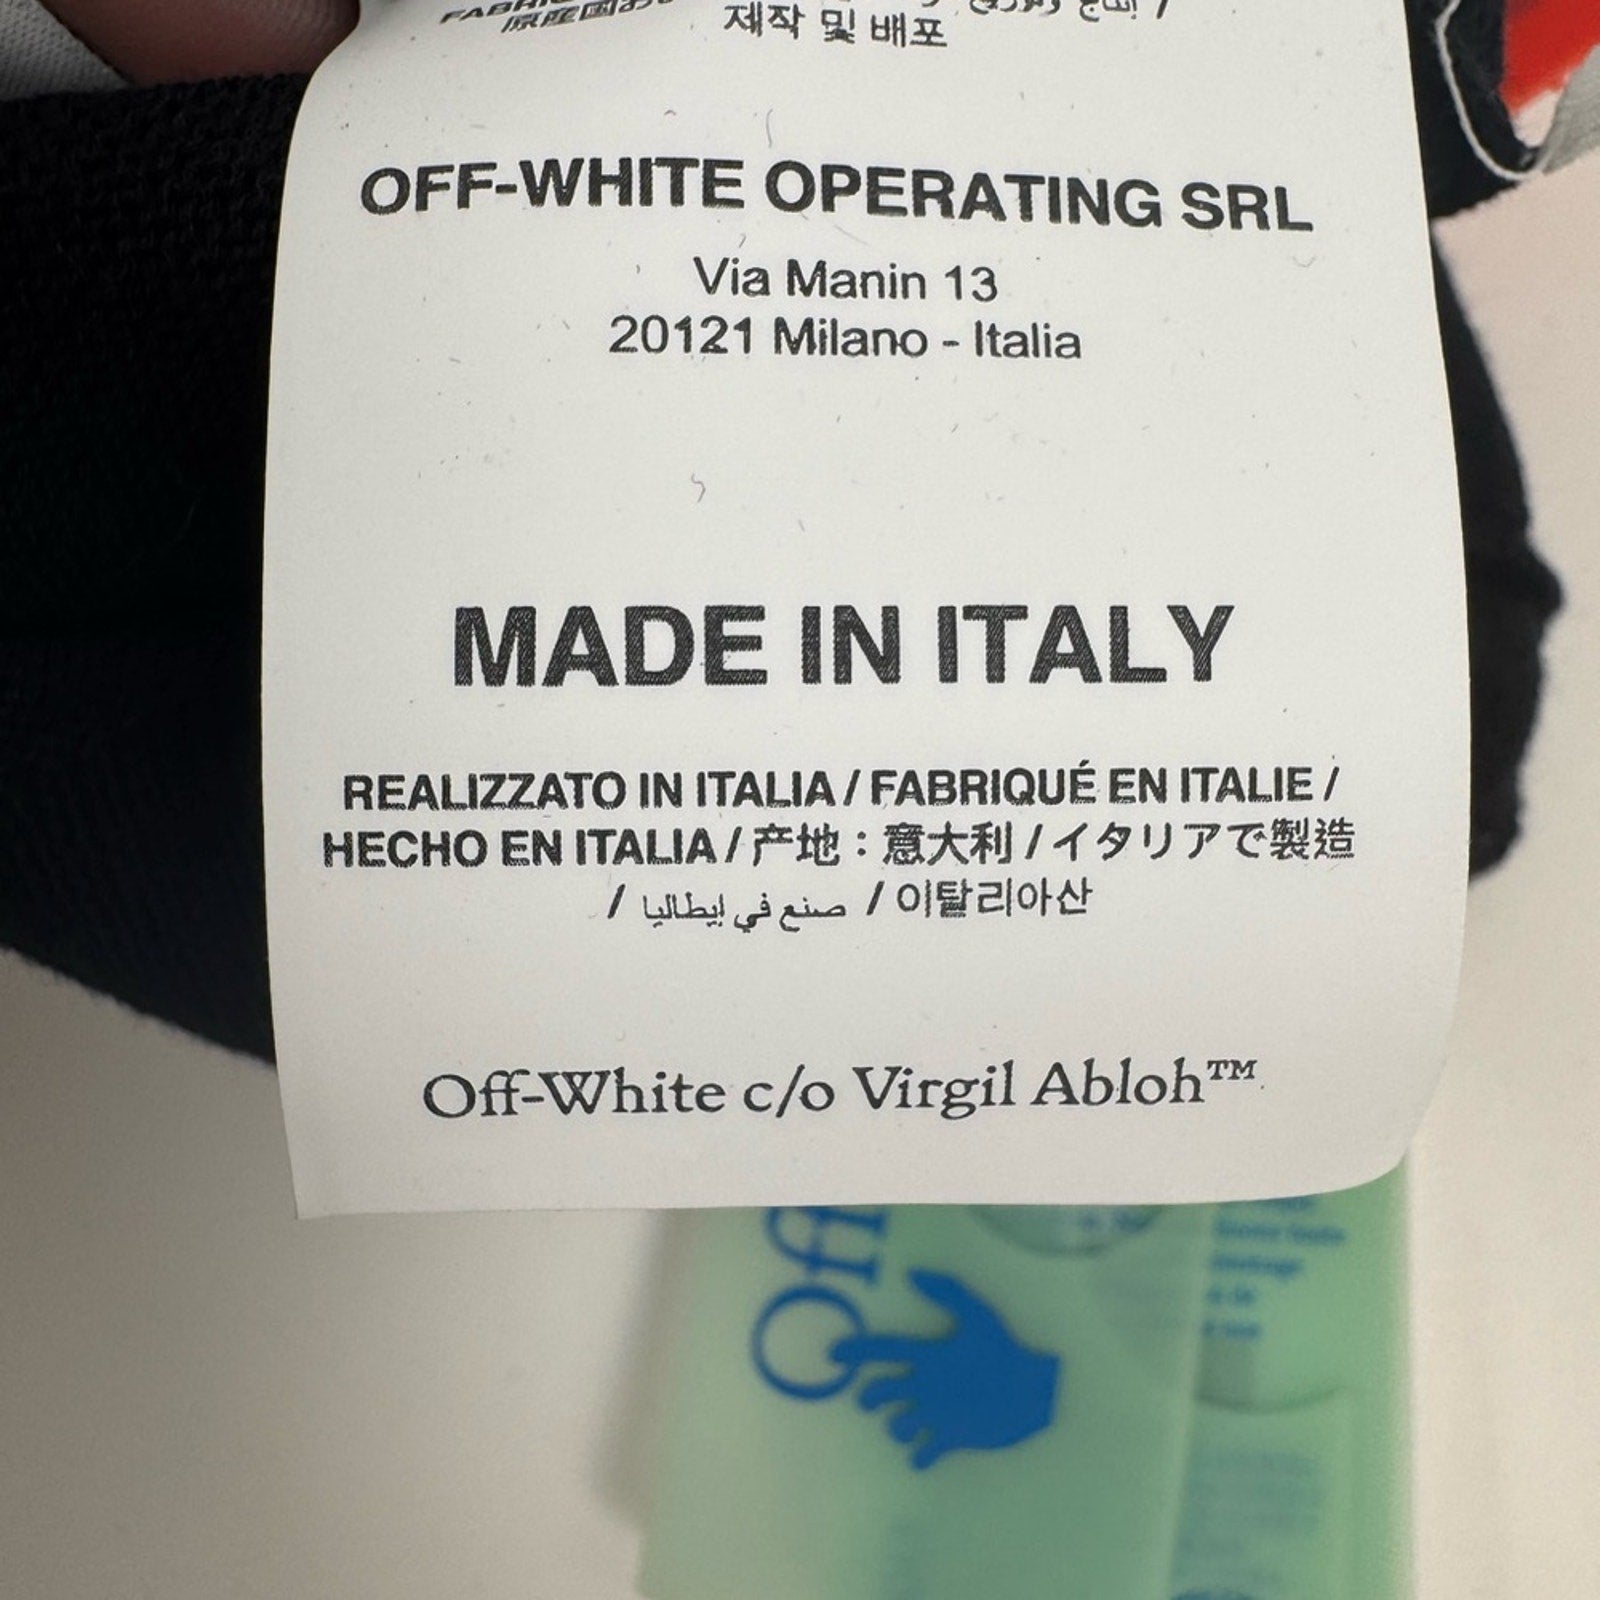 제작 및 배포
OFF-WHITE OPERATING SRL
Via Manin 13
20121 Milano - Italia
MADE IN ITALY
REALIZZATO IN ITALIA / FABRIQUÉ EN ITALIE /
HECHO EN ITALIA / 产地：意大利 / イタリアで製造
/ صنع في إيطاليا / 이탈리아산
Off-White c/o Virgil Abloh™
Off